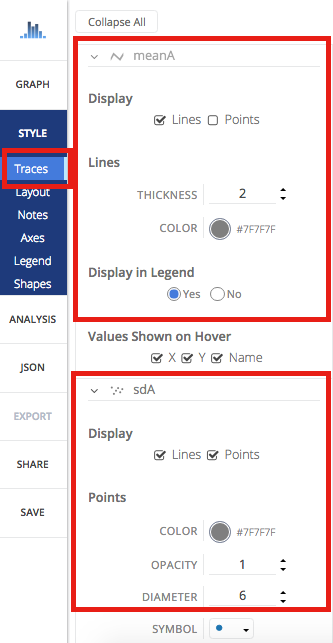 Collapse All
meanA
GRAPH
Display
Lines Points
STYLE
Traces
Lines
Layout
THICKNESS 2
Notes
COLOR #7F7F7F
Axes
Legend
Display in Legend
Shapes
Yes No
ANALYSIS
Values Shown on Hover
X Y Name
JSON
sdA
EXPORT
Display
Lines Points
SHARE
Points
SAVE
COLOR #7F7F7F
OPACITY 1
DIAMETER 6
SYMBOL